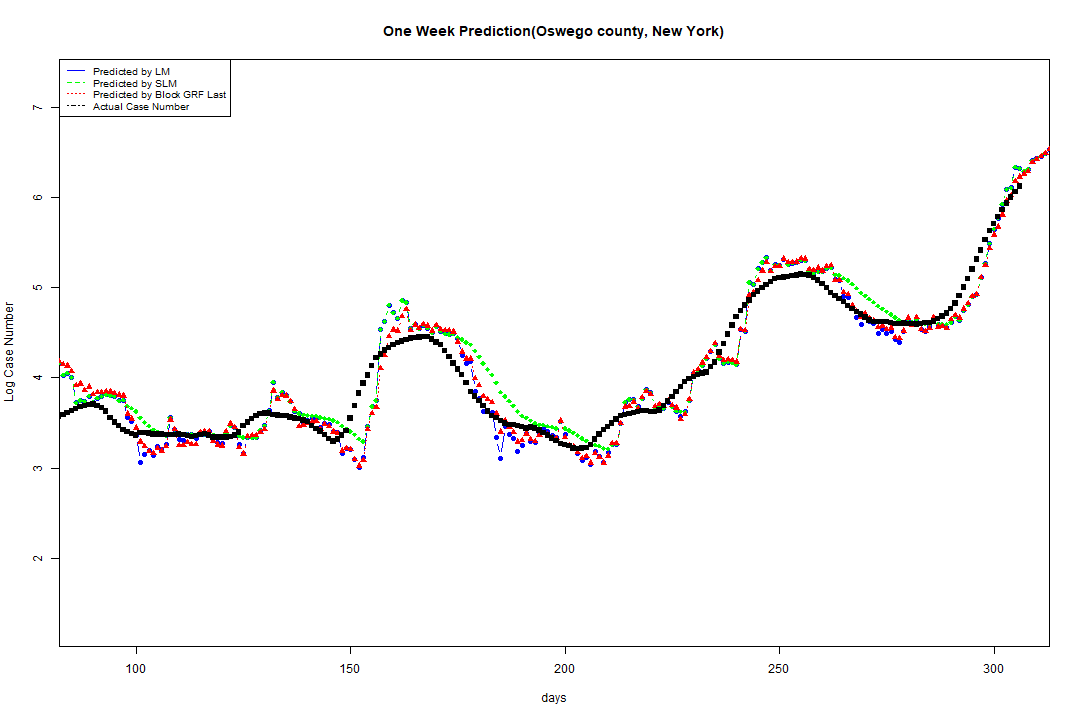 One Week Prediction(Oswego county, New York)
Predicted by LM
Predicted by SLM
Predicted by Block GRF Last
Actual Case Number
7
6
5
4
3
2
Log Case Number
100 150 200 250 300
days